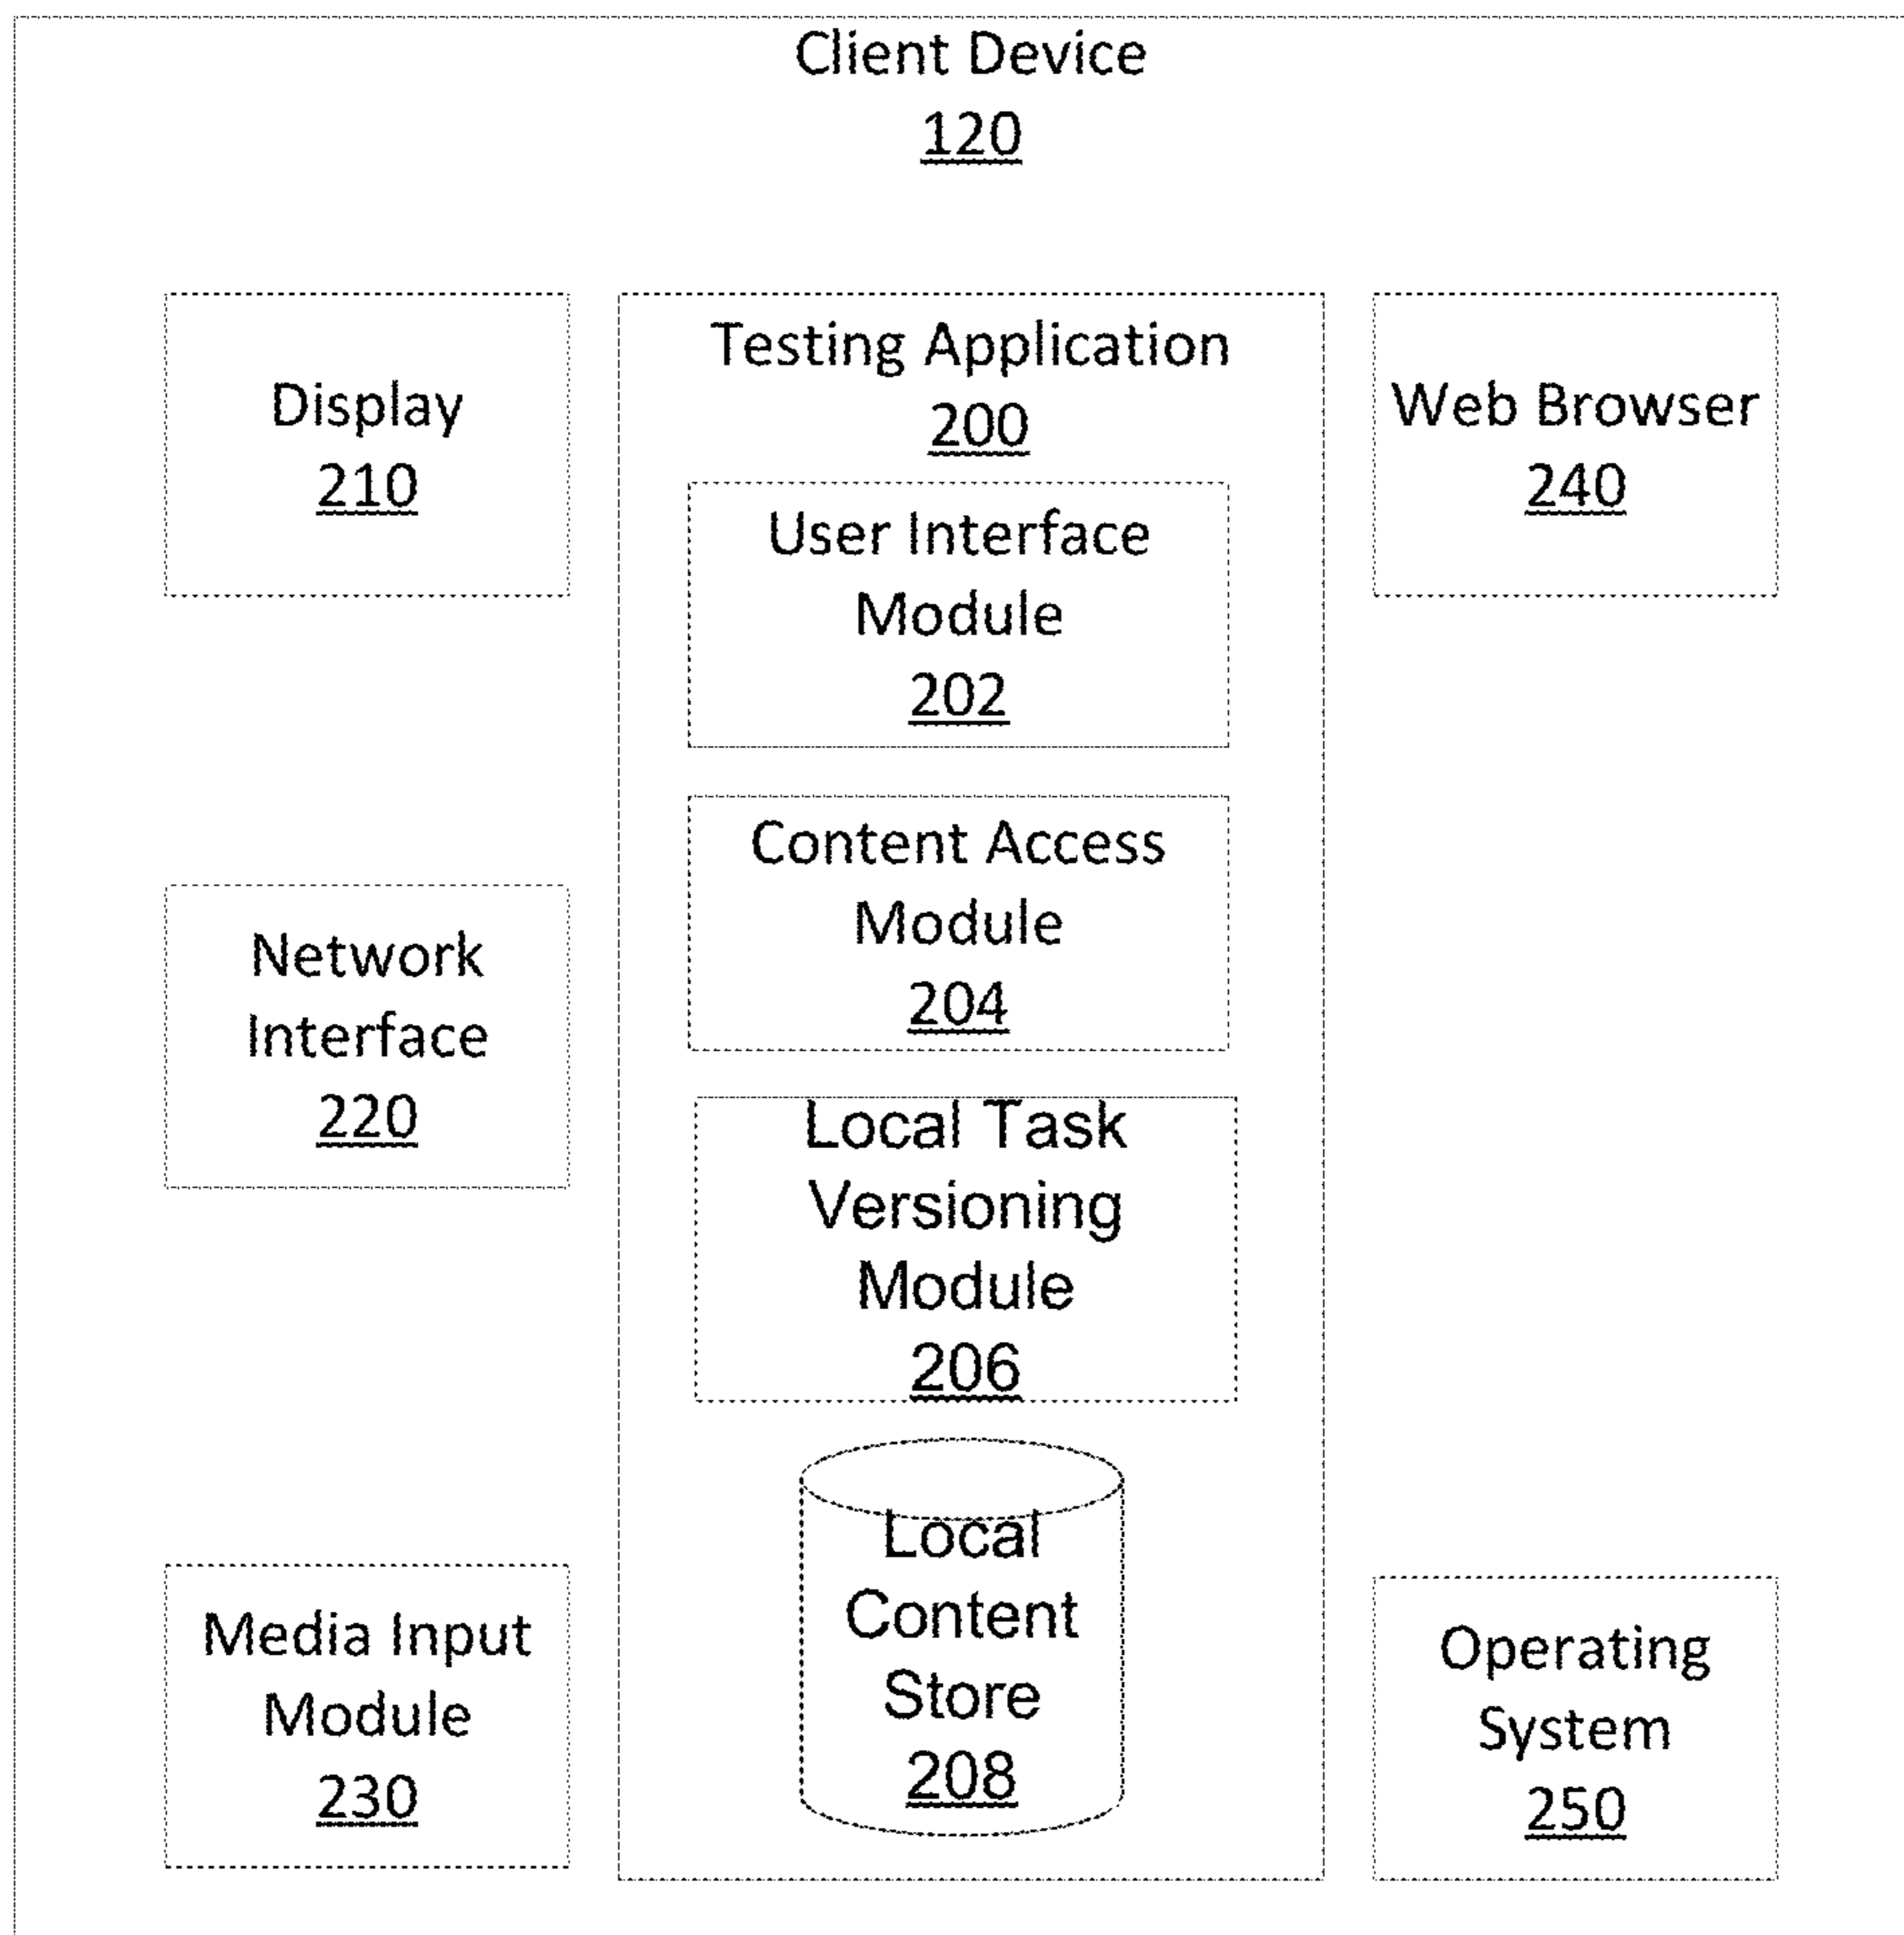 Client Device
120
Display
210
Network
Interface
220
Media Input
Module
230
Testing Application
200
User Interface
Module
202
Content Access
Module
204
Local Task
Versioning
Module
206
Local
Content
Store
208
Web Browser
240
Operating
System
250